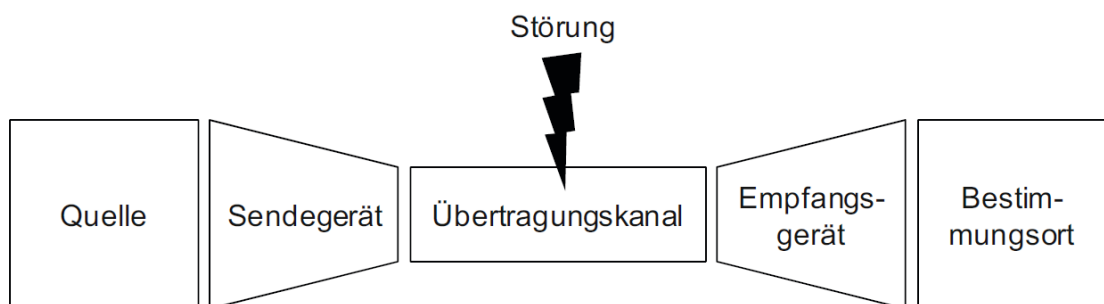 Störung
Quelle
Sendegerät
Übertragungskanal
Empfangs-
gerät
Bestim-
mungsort